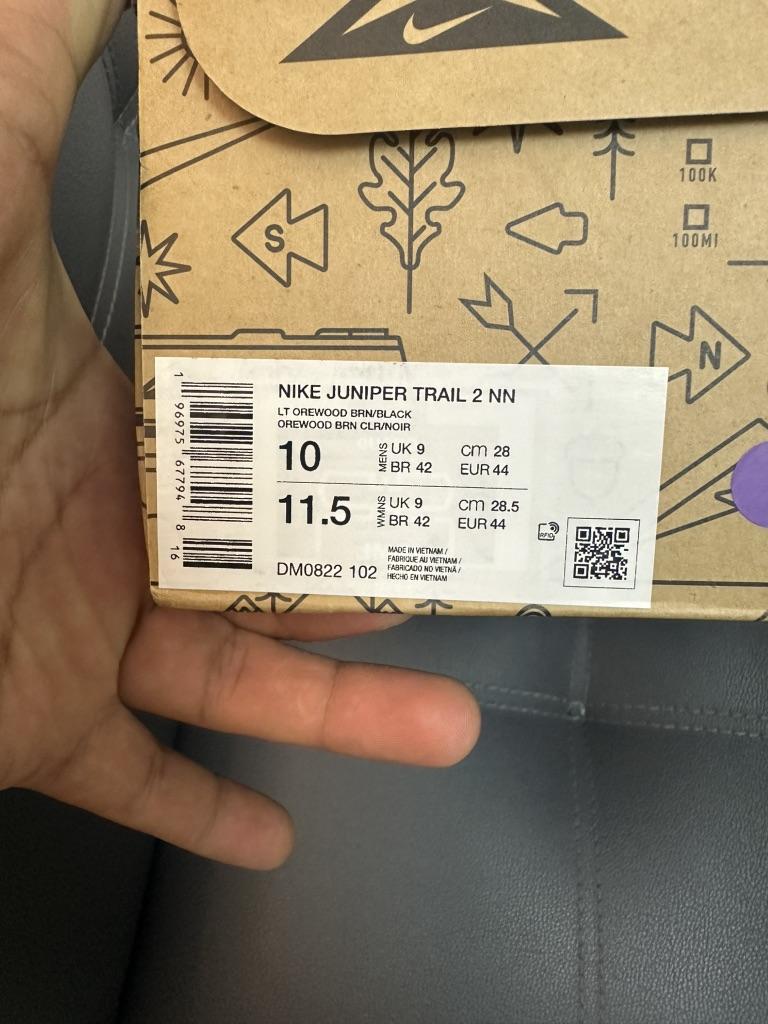 100K
100MI
S
N
NIKE JUNIPER TRAIL 2 NN
LT OREWOOD BRN/BLACK
OREWOOD BRN CLR/NOIR
10 MENS UK 9 cm 28
BR 42 EUR 44
11.5 WMNS UK 9 cm 28.5
BR 42 EUR 44
RFID
DM0822 102
MADE IN VIETNAM /
FABRIQUE AU VIETNAM /
FABRICADO NO VIETNÃ /
HECHO EN VIETNAM
1 96975 67794 8 16